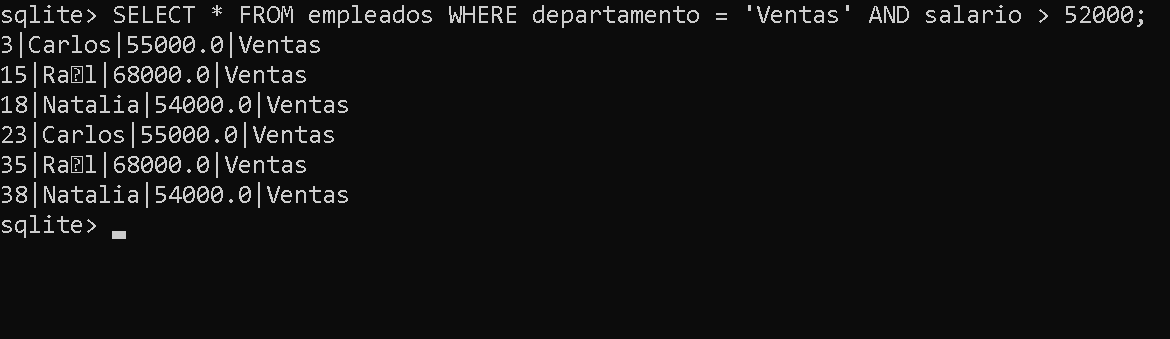 sqlite> SELECT * FROM empleados WHERE departamento = 'Ventas' AND salario > 52000;
3|Carlos|55000.0|Ventas
15|Ra�l|68000.0|Ventas
18|Natalia|54000.0|Ventas
23|Carlos|55000.0|Ventas
35|Ra�l|68000.0|Ventas
38|Natalia|54000.0|Ventas
sqlite>